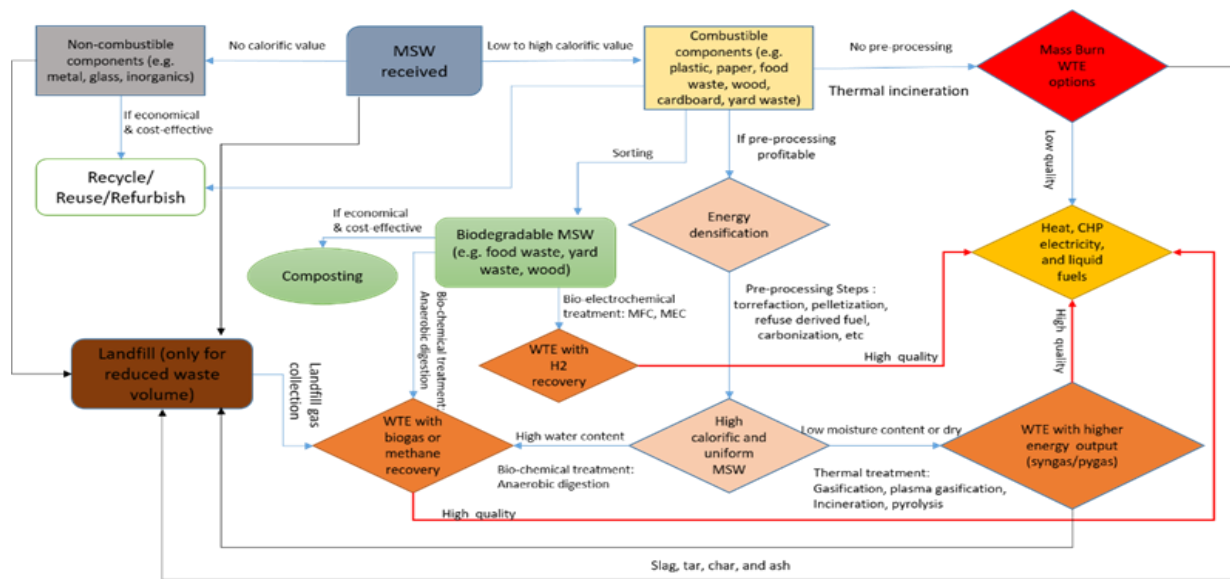 Non-combustible
components (e.g.
metal, glass, inorganics)
No calorific value
MSW
received
Low to high calorific value
Combustible
components (e.g.
plastic, paper, food
waste, wood,
cardboard, yard waste)
No pre-processing
Thermal incineration
Mass Burn
WTE
options
If economical
& cost-effective
Recycle/
Reuse/Refurbish
Sorting
If pre-processing
profitable
Low quality
Energy
densification
If economical
& cost-effective
Composting
Biodegradable MSW
(e.g. food waste, yard
waste, wood)
Heat, CHP
electricity,
and liquid
fuels
Bio-chemical treatment:
Anaerobic digestion
Bio-electrochemical
treatment: MFC, MEC
Pre-processing Steps :
torrefaction, pelletization,
refuse derived fuel,
carbonization, etc
WTE with
H2
recovery
High quality
High quality
Landfill (only for
reduced waste
volume)
Landfill gas
collection
WTE with
biogas or
methane
recovery
High water content
Bio-chemical treatment:
Anaerobic digestion
High
calorific and
uniform
MSW
Low moisture content or dry
Thermal treatment:
Gasification, plasma gasification,
Incineration, pyrolysis
WTE with higher
energy output
(syngas/pygas)
High quality
Slag, tar, char, and ash